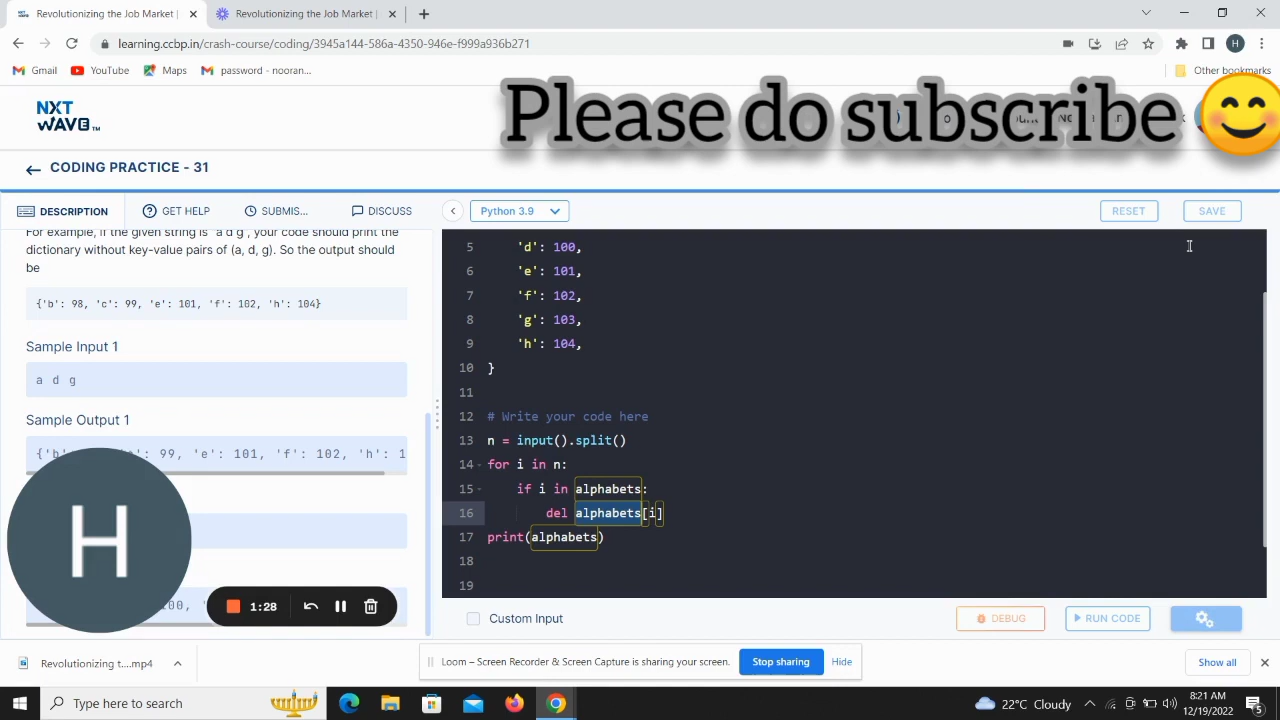 Revolutionizing the Job Market |
Revolutionizing the Job Market |
learning.ccbp.in/crash-course/coding/3945a144-586a-4350-946e-f999a936b271
H
Gmail
YouTube
Maps
password - nooran...
Other bookmarks
NXT
WAVE™
Please do subscribe
CODING PRACTICE - 31
DESCRIPTION
GET HELP
SUBMIS...
DISCUSS
Python 3.9
RESET
SAVE
For example, if the given string is "a d g", your code should print the
dictionary without key-value pairs of (a, d, g). So the output should
be
{'b': 98, 'c': 99, 'e': 101, 'f': 102, 'h': 104}
Sample Input 1
a d g
Sample Output 1
{'b': 99, 'e': 101, 'f': 102, 'h': 1
100,
H
1:28
5 'd': 100,
6 'e': 101,
7 'f': 102,
8 'g': 103,
9 'h': 104,
10 }
11
12 # Write your code here
13 n = input().split()
14 for i in n:
15 if i in alphabets:
16 del alphabets[i]
17 print(alphabets)
18
19
Custom Input
DEBUG
RUN CODE
Revolutionizing t....mp4
Loom – Screen Recorder & Screen Capture is sharing your screen.
Stop sharing
Hide
Show all
Type here to search
22°C Cloudy
8:21 AM
12/19/2022
5